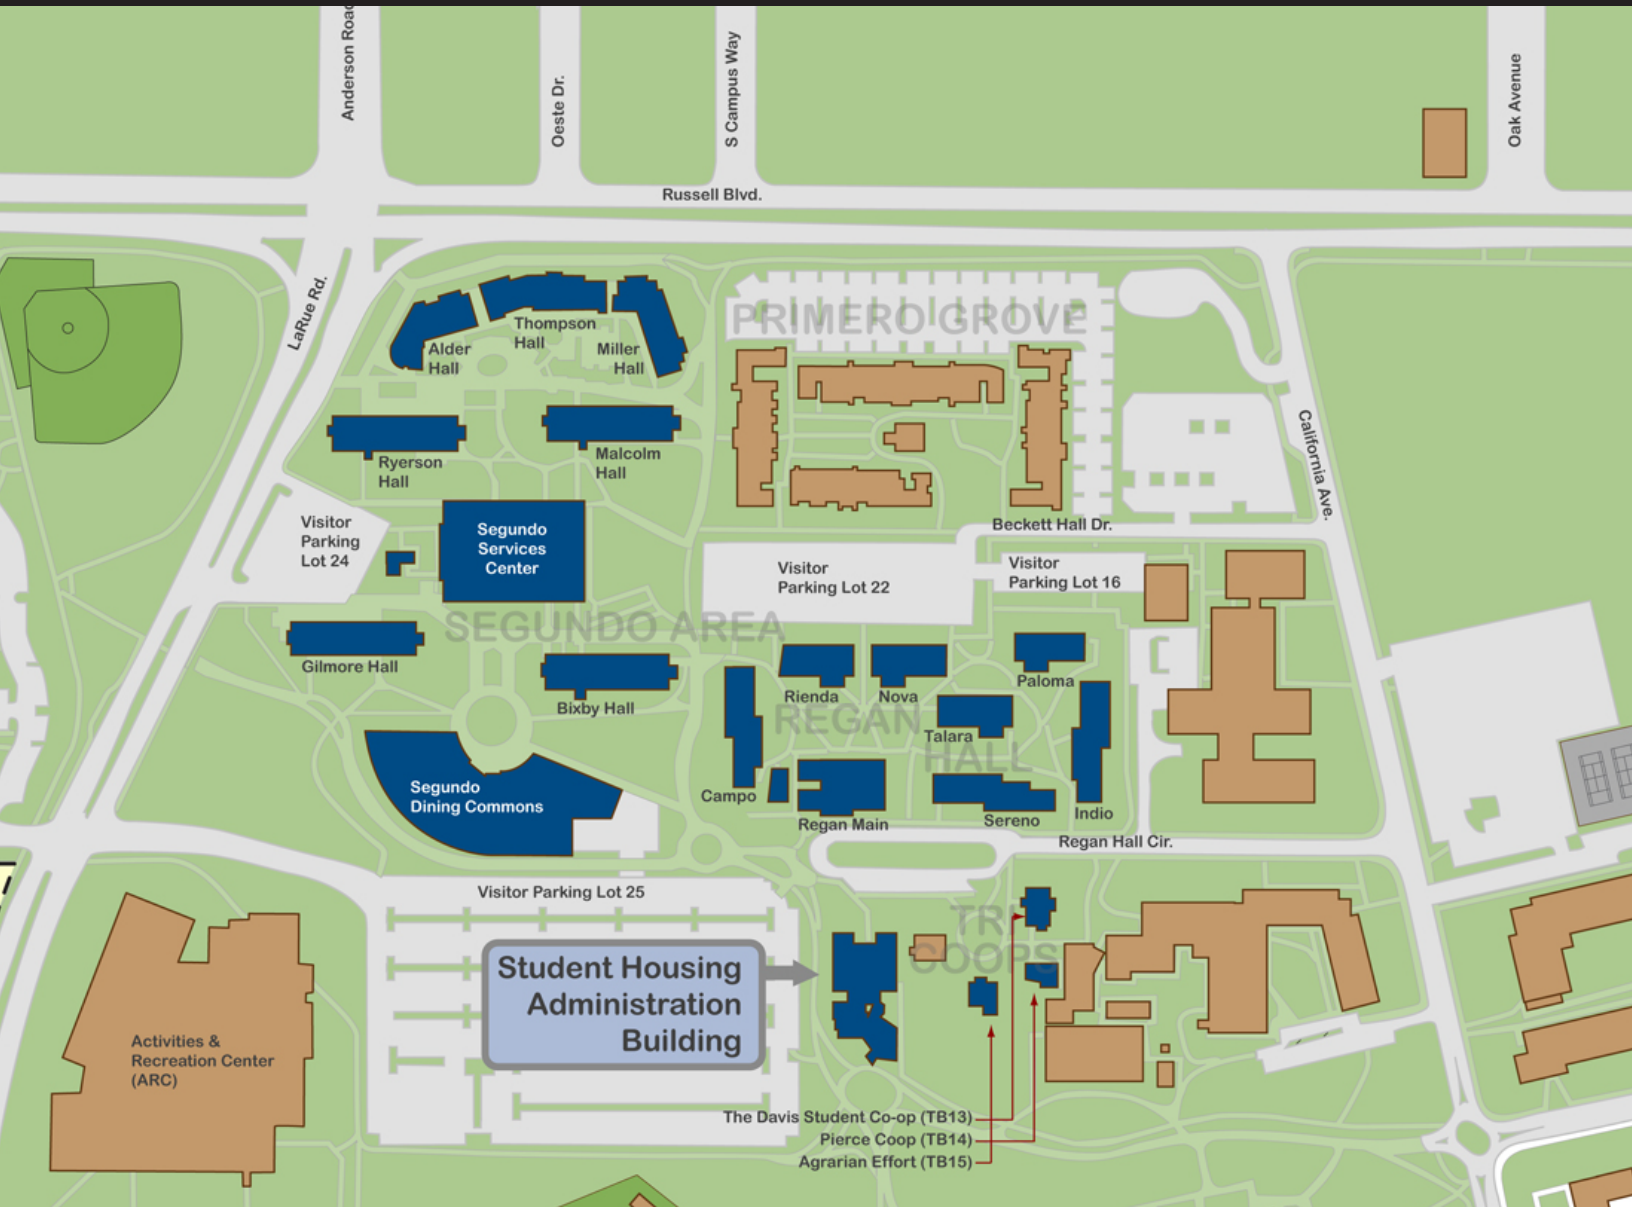 Anderson Road
Oeste Dr.
S Campus Way
Oak Avenue
Russell Blvd.
LaRue Rd.
PRIMERO GROVE
Thompson
Hall
Alder
Hall
Miller
Hall
California Ave.
Ryerson
Hall
Malcolm
Hall
Visitor
Parking
Lot 24
Segundo
Services
Center
Beckett Hall Dr.
Visitor
Parking Lot 22
Visitor
Parking Lot 16
SEGUNDO AREA
Gilmore Hall
Bixby Hall
Rienda
Nova
Paloma
REGAN
HALL
Talara
Segundo
Dining Commons
Campo
Regan Main
Sereno
Indio
Regan Hall Cir.
Visitor Parking Lot 25
TRI
COOPS
Student Housing
Administration
Building
Activities &
Recreation Center
(ARC)
The Davis Student Co-op (TB13)
Pierce Coop (TB14)
Agrarian Effort (TB15)